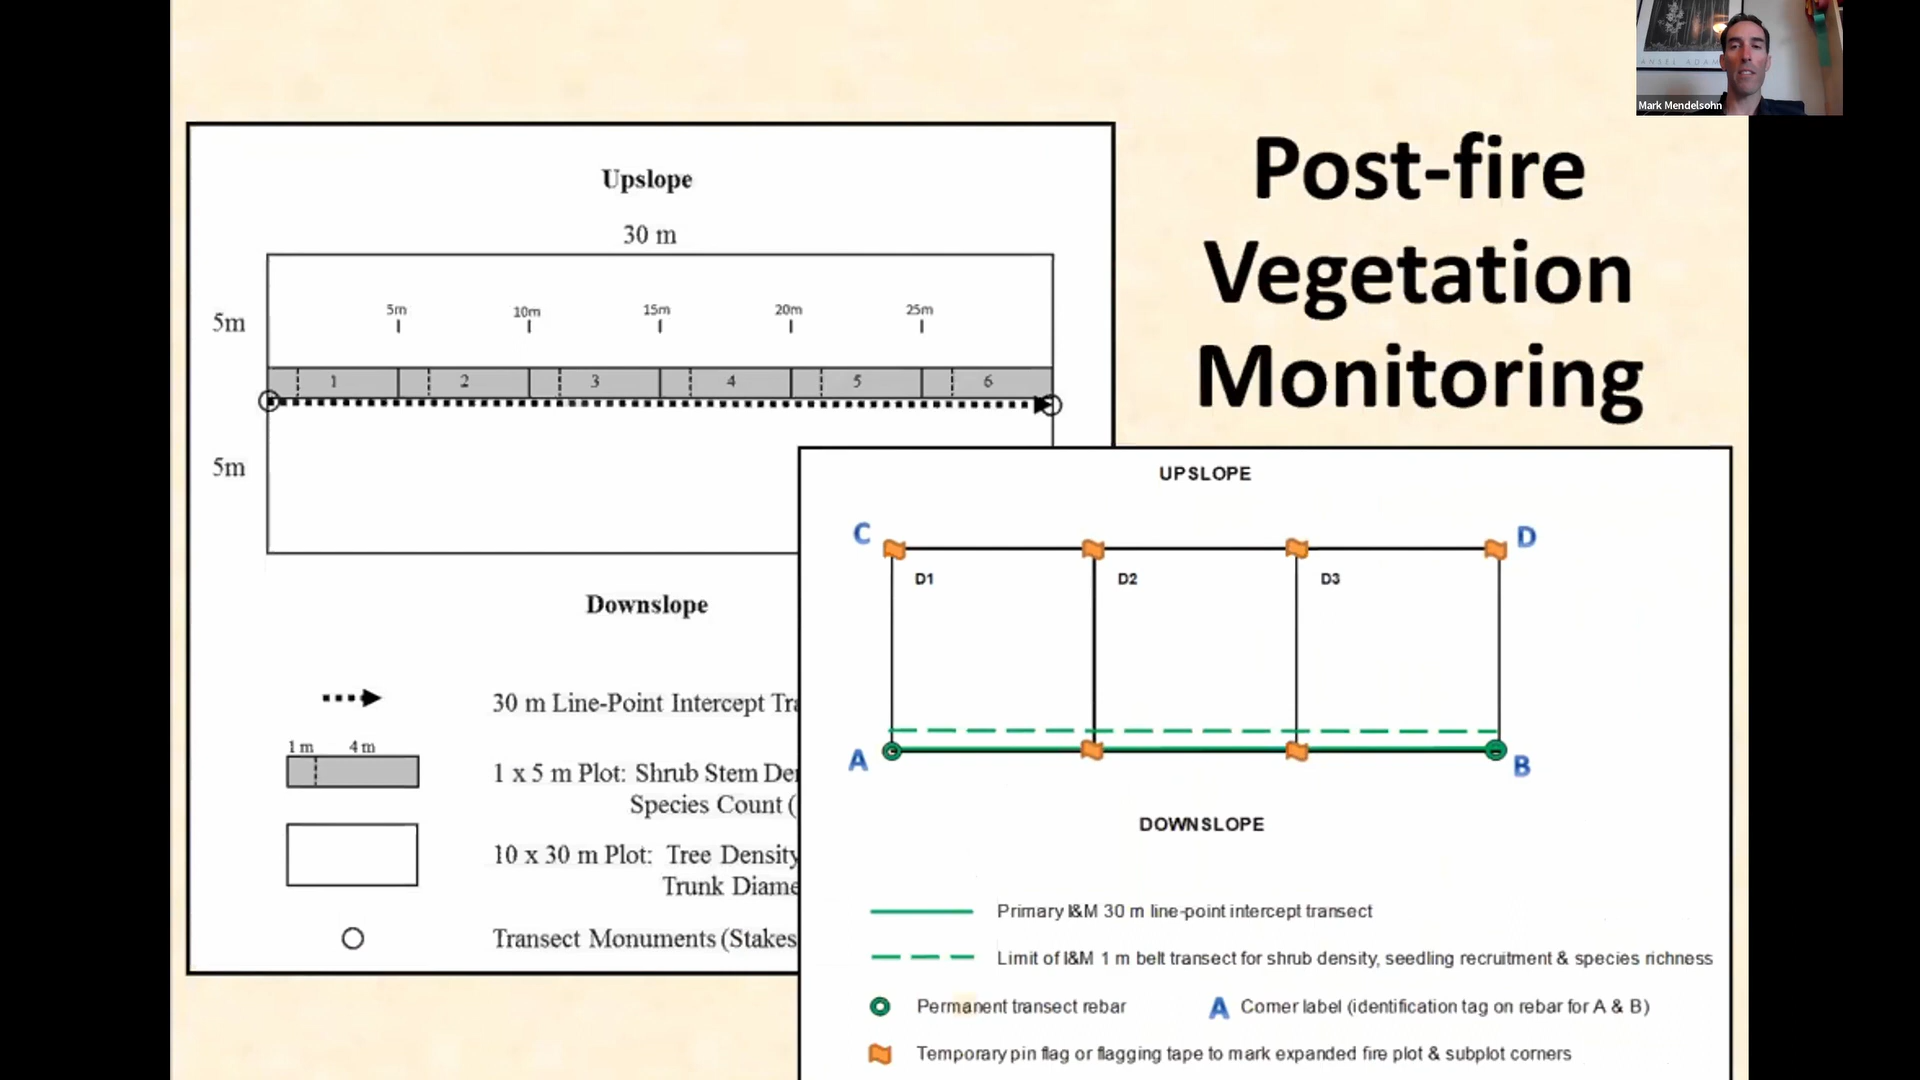 ANSEL ADAM
Mark Mendelsohn
Post-fire
Vegetation
Monitoring
Upslope
30 m
5m
5m 10m 15m 20m 25m
1 2 3 4 5 6
5m
Downslope
30 m Line-Point Intercept Tra
1 m 4 m
1 x 5 m Plot: Shrub Stem Der
Species Count (
10 x 30 m Plot: Tree Density
Trunk Diame
Transect Monuments (Stakes
UPSLOPE
C D
D1 D2 D3
A B
DOWNSLOPE
Primary I&M 30 m line-point intercept transect
Limit of I&M 1 m belt transect for shrub density, seedling recruitment & species richness
Permanent transect rebar
A Corner label (identification tag on rebar for A & B)
Temporary pin flag or flagging tape to mark expanded fire plot & subplot corners